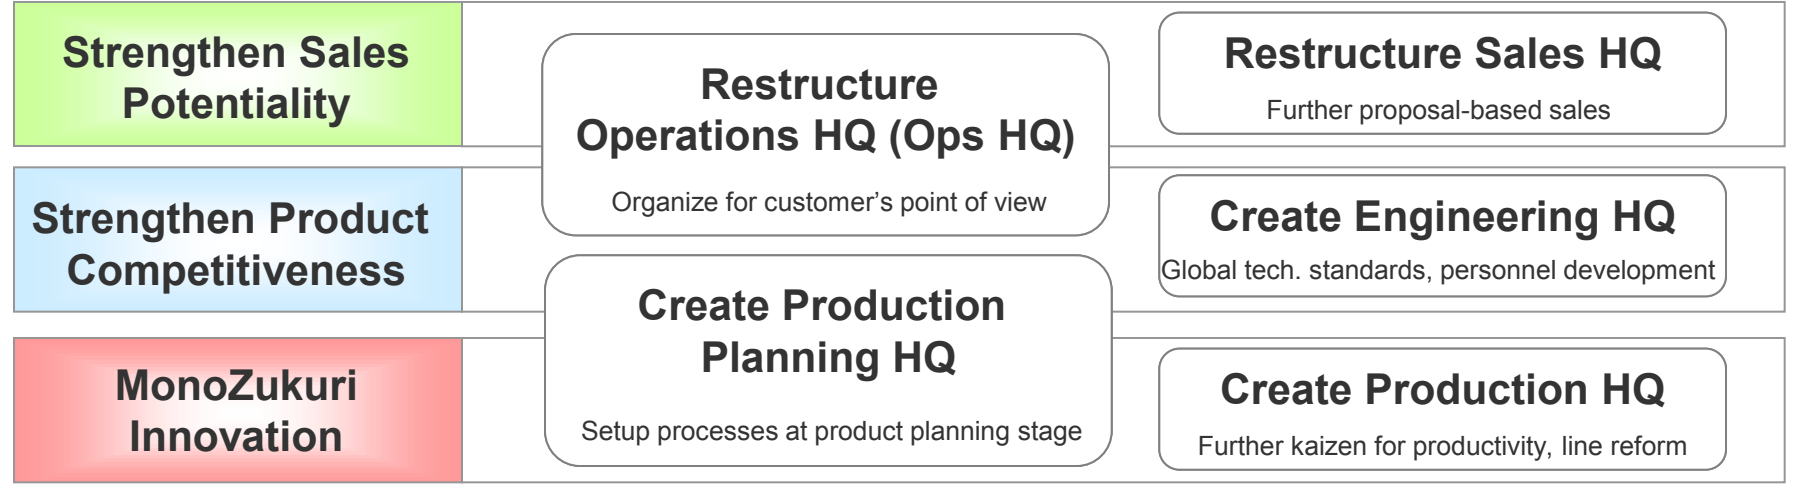 Strengthen Sales
Potentiality
Restructure
Operations HQ (Ops HQ)
Organize for customer's point of view
Restructure Sales HQ
Further proposal-based sales
Strengthen Product
Competitiveness
Create Engineering HQ
Global tech. standards, personnel development
Create Production
Planning HQ
Setup processes at product planning stage
MonoZukuri
Innovation
Create Production HQ
Further kaizen for productivity, line reform